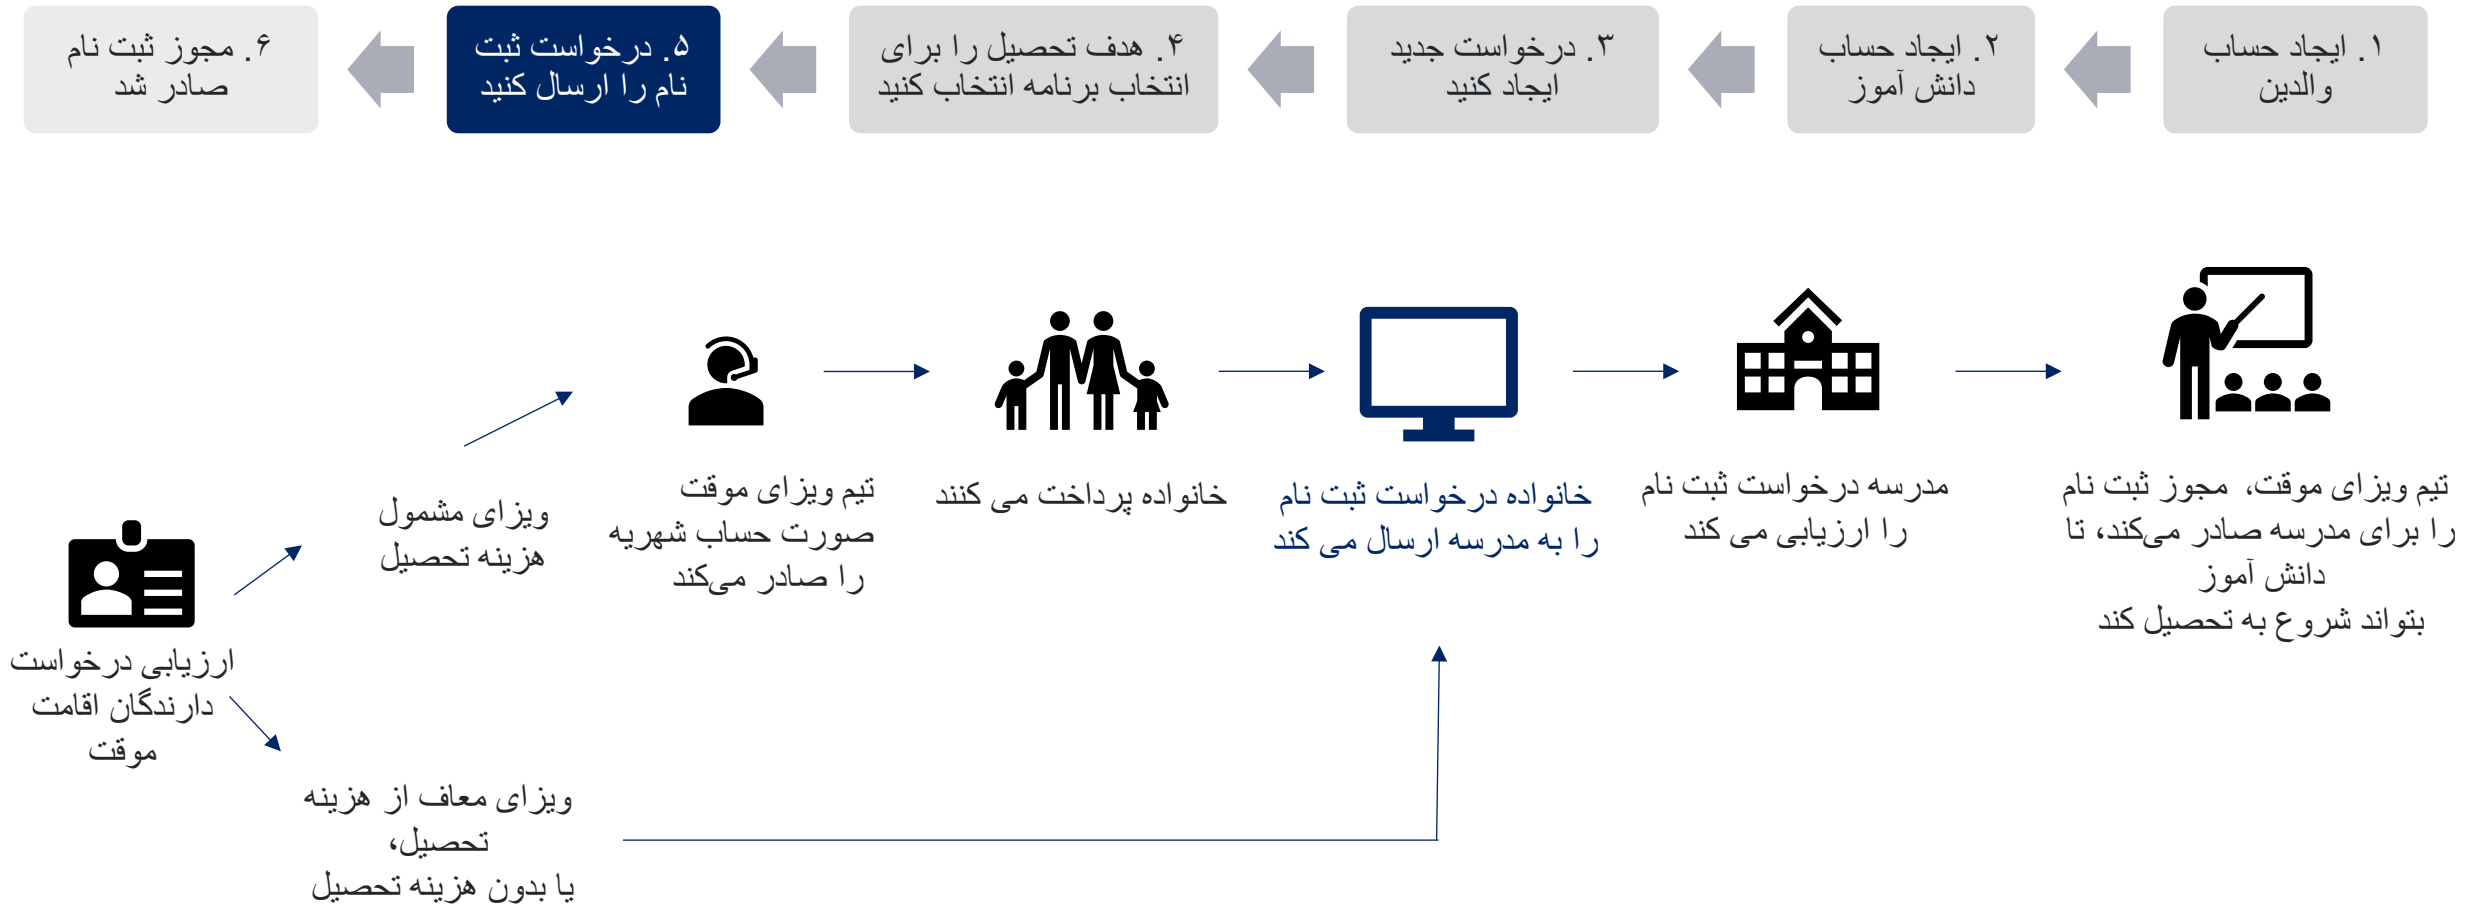 ۱. ایجاد حساب
والدین
۲. ایجاد حساب
دانش آموز
۳. درخواست جدید
ایجاد کنید
۴. هدف تحصیل را برای
انتخاب برنامه انتخاب کنید
۵. درخواست ثبت
نام را ارسال کنید
۶. مجوز ثبت نام
صادر شد
ارزیابی درخواست
دارندگان اقامت
موقت
ویزای مشمول
هزینه تحصیل
ویزای معاف از هزینه
تحصیل،
یا بدون هزینه تحصیل
تیم ویزای موقت
صورت حساب شهریه
را صادر می‌کند
خانواده پرداخت می کنند
خانواده درخواست ثبت نام
را به مدرسه ارسال می کند
مدرسه درخواست ثبت نام
را ارزیابی می کند
تیم ویزای موقت، مجوز ثبت نام
را برای مدرسه صادر می‌کند، تا
دانش آموز
بتواند شروع به تحصیل کند